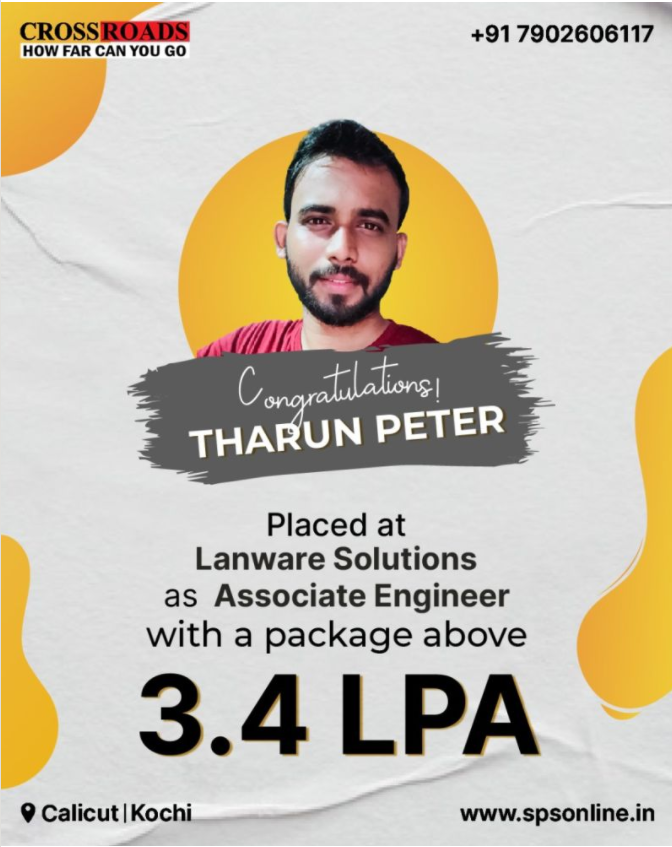 CROSSROADS
HOW FAR CAN YOU GO
+91 7902606117
Congratulations!
THARUN PETER
Placed at
Lanware Solutions
as Associate Engineer
with a package above
3.4 LPA
Calicut | Kochi
www.spsonline.in